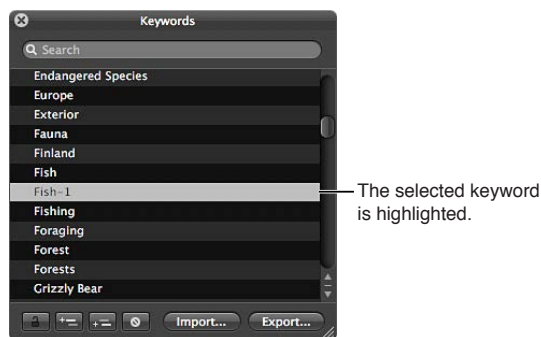 Keywords
Search
Endangered Species
Europe
Exterior
Fauna
Finland
Fish
Fish-1
Fishing
Foraging
Forest
Forests
Grizzly Bear
Import... Export...
The selected keyword
is highlighted.